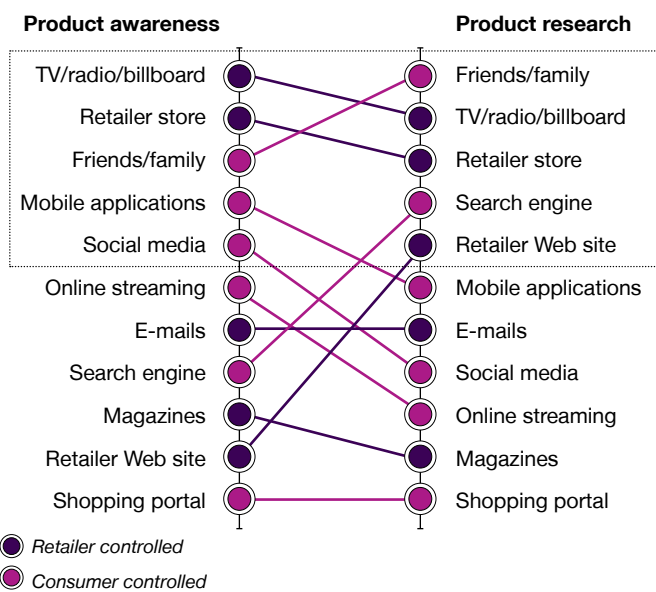 Product awareness
Product research
TV/radio/billboard
Friends/family
Retailer store
TV/radio/billboard
Friends/family
Retailer store
Mobile applications
Search engine
Social media
Retailer Web site
Online streaming
Mobile applications
E-mails
E-mails
Search engine
Social media
Magazines
Online streaming
Retailer Web site
Magazines
Shopping portal
Shopping portal
Retailer controlled
Consumer controlled